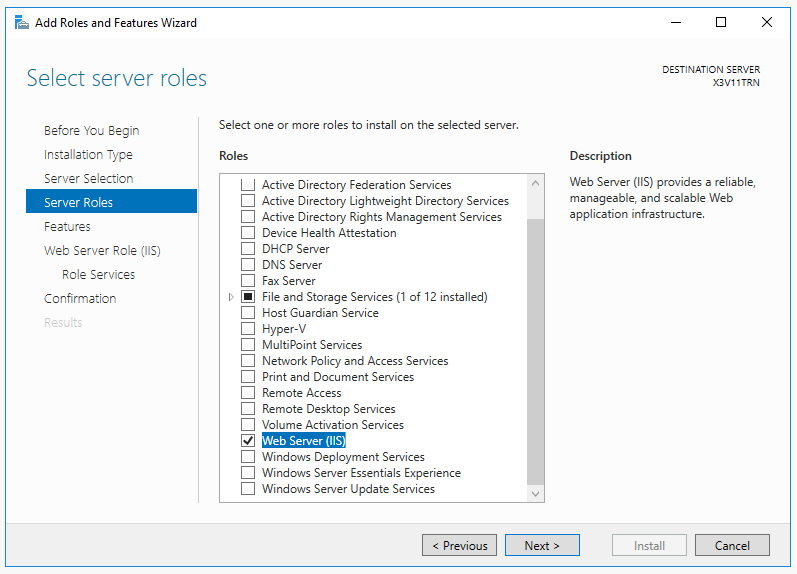 Add Roles and Features Wizard
Select server roles
DESTINATION SERVER
X3V11TRN
Before You Begin
Installation Type
Server Selection
Server Roles
Features
Web Server Role (IIS)
Role Services
Confirmation
Results
Select one or more roles to install on the selected server.
Roles
Active Directory Federation Services
Active Directory Lightweight Directory Services
Active Directory Rights Management Services
Device Health Attestation
DHCP Server
DNS Server
Fax Server
File and Storage Services (1 of 12 installed)
Host Guardian Service
Hyper-V
MultiPoint Services
Network Policy and Access Services
Print and Document Services
Remote Access
Remote Desktop Services
Volume Activation Services
Web Server (IIS)
Windows Deployment Services
Windows Server Essentials Experience
Windows Server Update Services
Description
Web Server (IIS) provides a reliable,
manageable, and scalable Web
application infrastructure.
< Previous
Next >
Install
Cancel